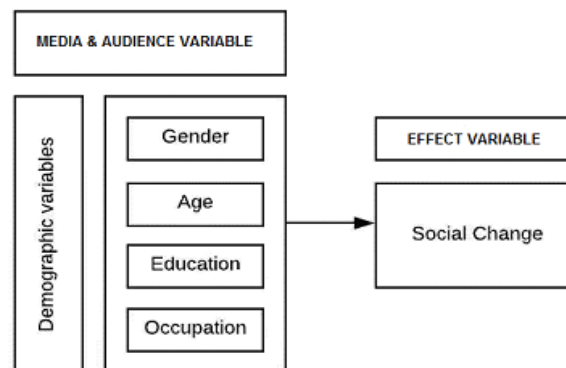 MEDIA & AUDIENCE VARIABLE
Demographic variables
Gender
Age
Education
Occupation
EFFECT VARIABLE
Social Change